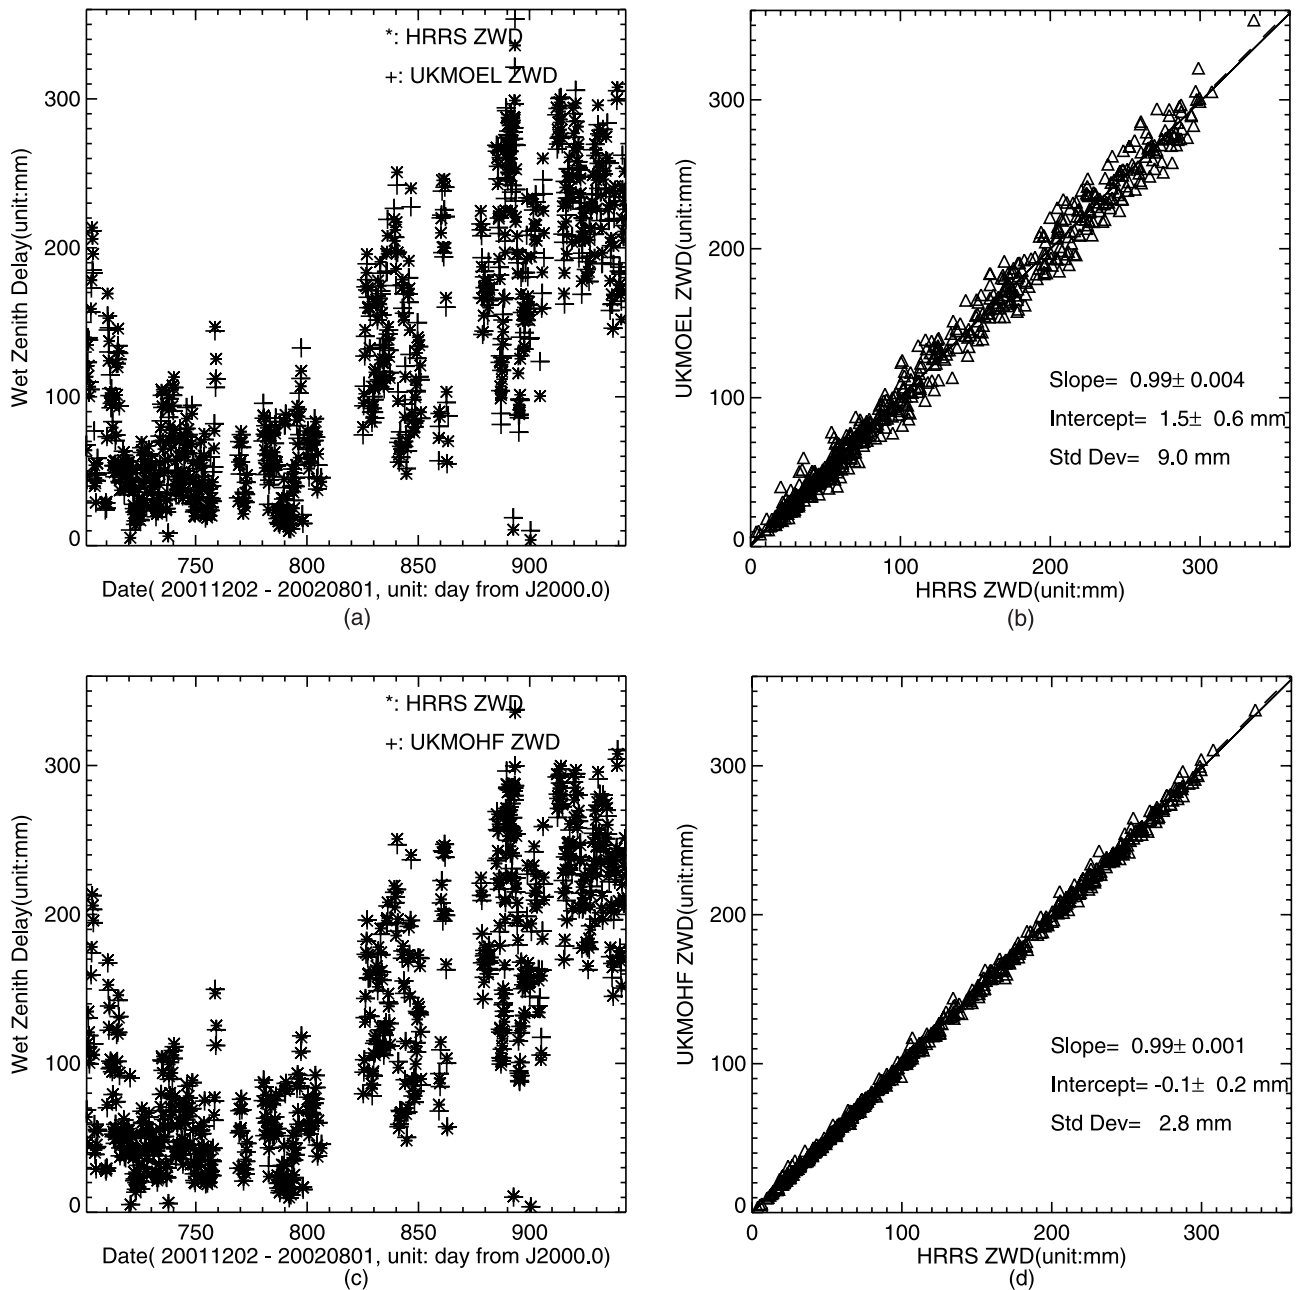 *: HRRS ZWD
+: UKMOEL ZWD
Wet Zenith Delay(unit:mm)
300
200
100
0
750 800 850 900
Date( 20011202 - 20020801, unit: day from J2000.0)
(a)
UKMOEL ZWD(unit:mm)
300
200
100
0
Slope= 0.99± 0.004
Intercept= 1.5± 0.6 mm
Std Dev= 9.0 mm
0 100 200 300
HRRS ZWD(unit:mm)
(b)
*: HRRS ZWD
+: UKMOHF ZWD
Wet Zenith Delay(unit:mm)
300
200
100
0
750 800 850 900
Date( 20011202 - 20020801, unit: day from J2000.0)
(c)
UKMOHF ZWD(unit:mm)
300
200
100
0
Slope= 0.99± 0.001
Intercept= -0.1± 0.2 mm
Std Dev= 2.8 mm
0 100 200 300
HRRS ZWD(unit:mm)
(d)